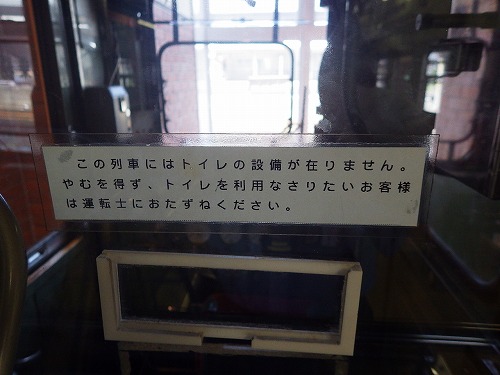 この列車にはトイレの設備が在りません。
やむを得ず、トイレを利用なさりたいお客様
は運転士におたずねください。